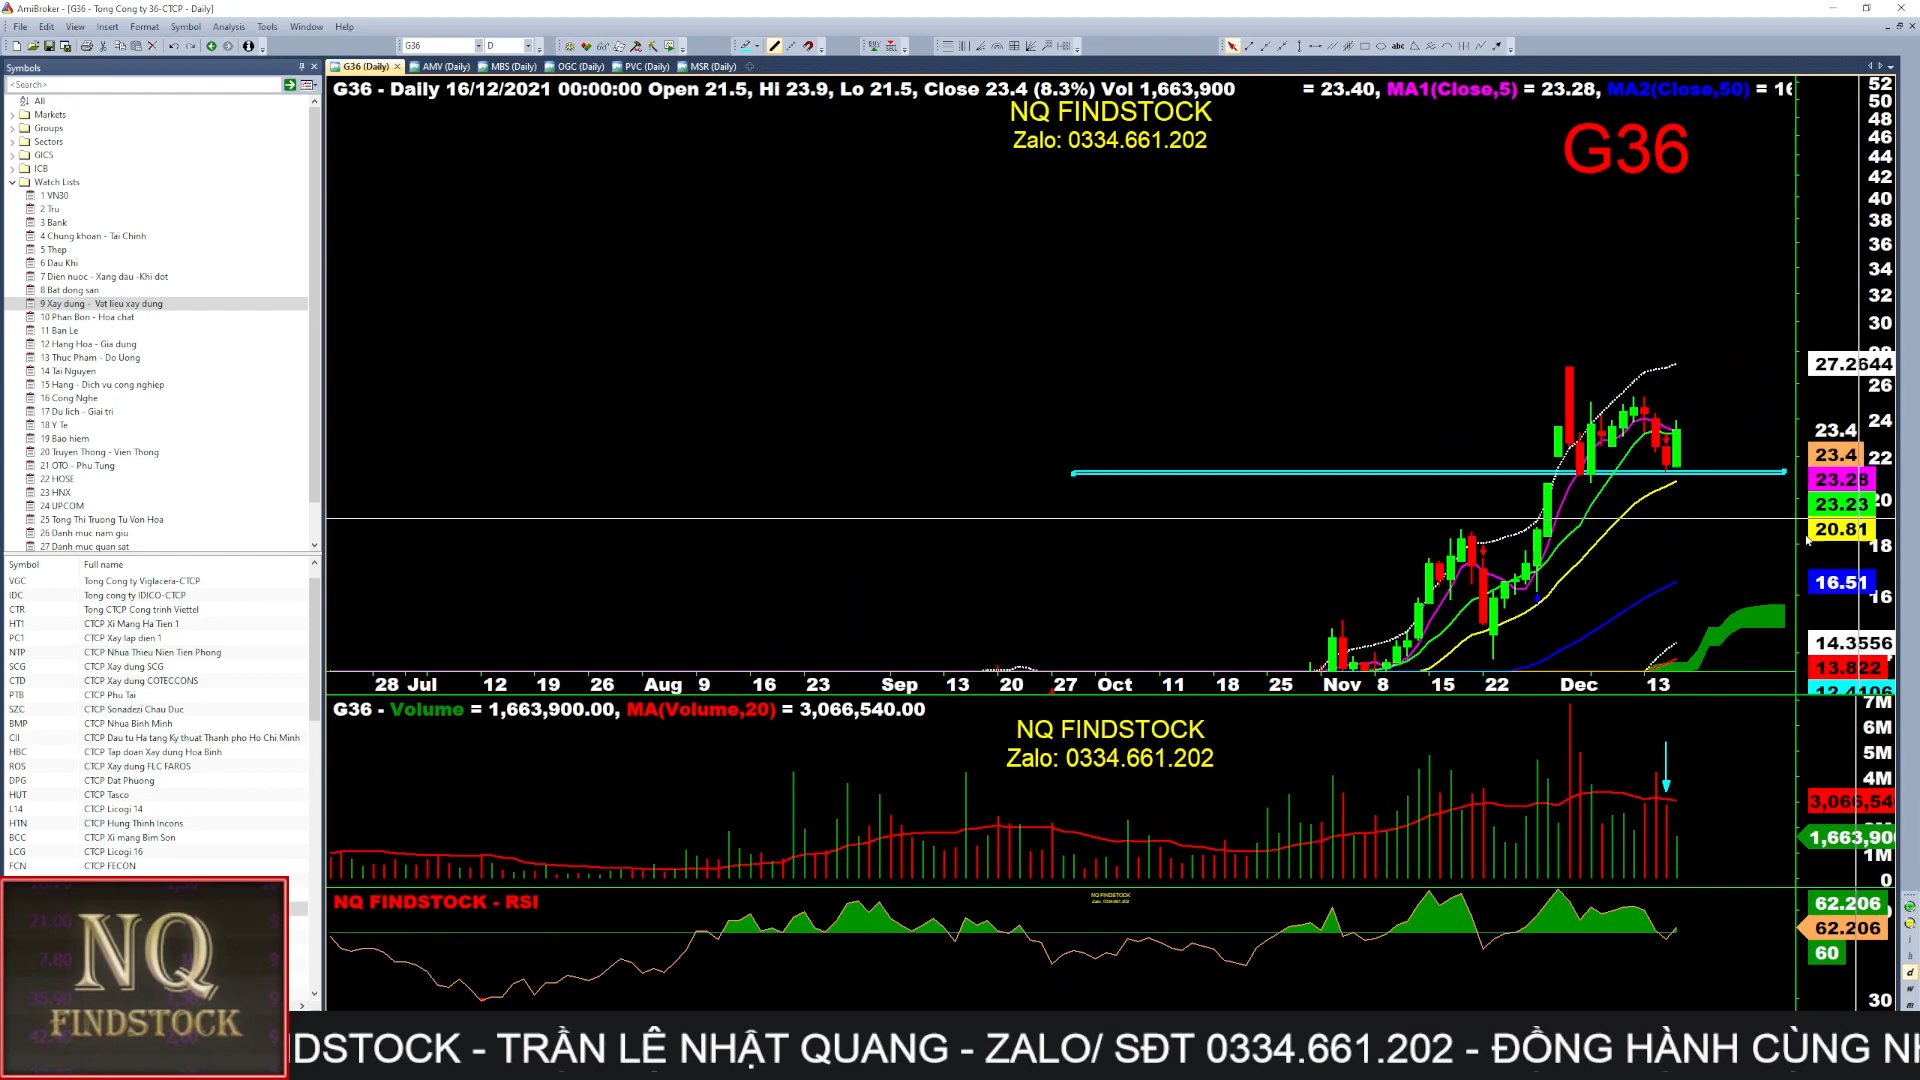 AmiBroker - [G36 - Tong Cong ty 36-CTCP - Daily]
File Edit View Insert Format Symbol Analysis Tools Window Help
G36 D
Symbols
G36 (Daily) AMV (Daily) MBS (Daily) OGC (Daily) PVC (Daily) MSR (Daily)
<Search>
All
Markets
Groups
Sectors
GICS
ICB
Watch Lists
1 VN30
2 Tru
3 Bank
4 Chung khoan - Tai Chinh
5 Thep
6 Dau Khi
7 Dien nuoc - Xang dau -Khi dot
8 Bat dong san
9 Xay dung - Vat lieu xay dung
10 Phan Bon - Hoa chat
11 Ban Le
12 Hang Hoa - Gia dung
13 Thuc Pham - Do Uong
14 Tai Nguyen
15 Hang - Dich vu cong nghiep
16 Cong Nghe
17 Du lich - Giai tri
18 Y Te
19 Bao hiem
20 Truyen Thong - Vien Thong
21 OTO - Phu Tung
22 HOSE
23 HNX
24 UPCOM
25 Tong Thi Truong Tu Von Hoa
26 Danh muc nam giu
27 Danh muc quan sat
Symbol Full name
VGC Tong Cong ty Viglacera-CTCP
IDC Tong cong ty IDICO-CTCP
CTR Tong CTCP Cong trinh Viettel
HT1 CTCP Xi Mang Ha Tien 1
PC1 CTCP Xay lap dien 1
NTP CTCP Nhua Thieu Nien Tien Phong
SCG CTCP Xay dung SCG
CTD CTCP Xay dung COTECCONS
PTB CTCP Phu Tai
SZC CTCP Sonadezi Chau Duc
BMP CTCP Nhua Binh Minh
CII CTCP Dau tu Ha tang Ky thuat Thanh pho Ho Chi Minh
HBC CTCP Tap doan Xay dung Hoa Binh
ROS CTCP Xay dung FLC FAROS
DPG CTCP Dat Phuong
HUT CTCP Tasco
L14 CTCP Licogi 14
HTN CTCP Hung Thinh Incons
BCC CTCP Xi mang Bim Son
LCG CTCP Licogi 16
FCN CTCP FECON
G36 - Daily 16/12/2021 00:00:00 Open 21.5, Hi 23.9, Lo 21.5, Close 23.4 (8.3%) Vol 1,663,900 = 23.40, MA1(Close,5) = 23.28, MA2(Close,50) = 16
NQ FINDSTOCK
Zalo: 0334.661.202
G36
52
50
48
46
44
42
40
38
36
34
32
30
27.2644
26
24
23.4
23.4
22
23.28
23.23
20
20.81
18
16.51
16
14.3556
13.822
28 Jul 12 19 26 Aug 9 16 23 Sep 13 20 27 Oct 11 18 25 Nov 8 15 22 Dec 13
G36 - Volume = 1,663,900.00, MA(Volume,20) = 3,066,540.00
NQ FINDSTOCK
Zalo: 0334.661.202
7M
6M
5M
4M
3,066,54
1,663,900
1M
0
NQ FINDSTOCK - RSI
NQ FINDSTOCK
62.206
62.206
60
30
NQ
FINDSTOCK
NDSTOCK - TRẦN LÊ NHẬT QUANG - ZALO/ SĐT 0334.661.202 - ĐỒNG HÀNH CÙNG NH